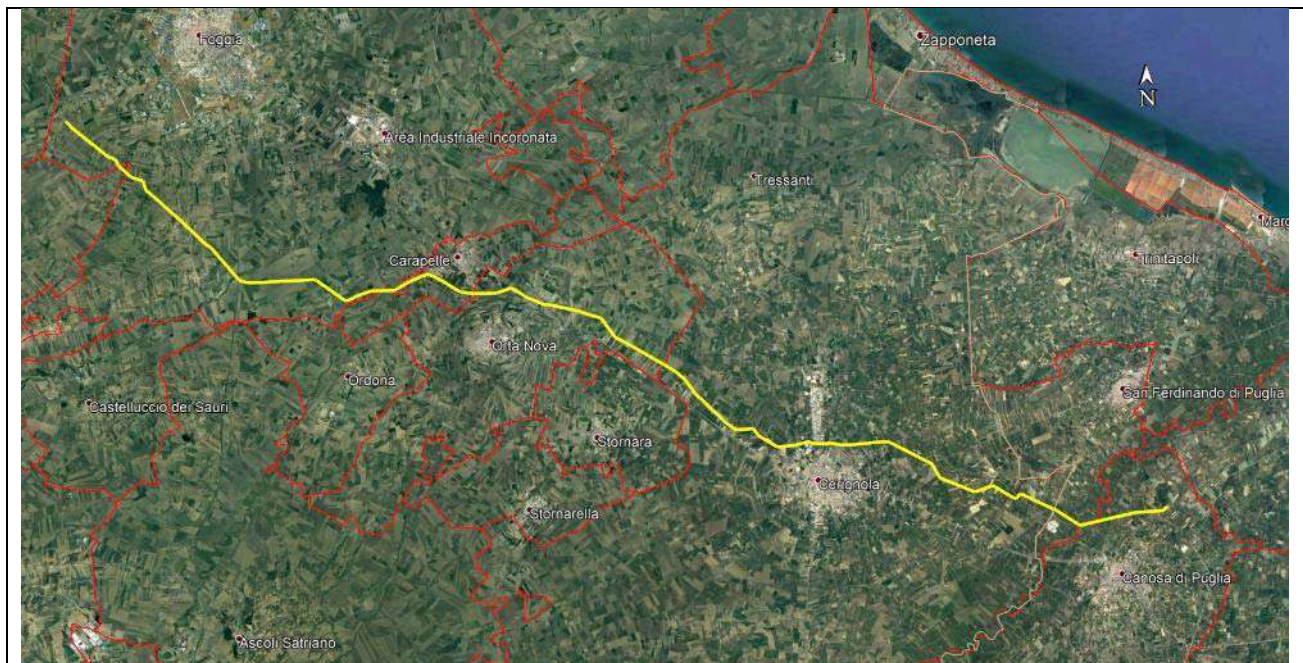 Foggia
Zapponeta
N
Area Industriale Incoronata
Tressanti
Marg
Carapelle
Trinitapoli
Orta Nova
Ordona
San Ferdinando di Puglia
Castelluccio dei Sauri
Stornara
Cerignola
Stornarella
Canosa di Puglia
Ascoli Satriano